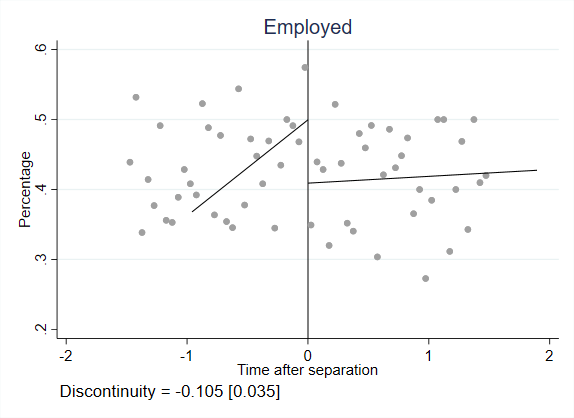 Employed
Percentage
.6
.5
.4
.3
.2
-2 -1 0 1 2
Time after separation
Discontinuity = -0.105 [0.035]